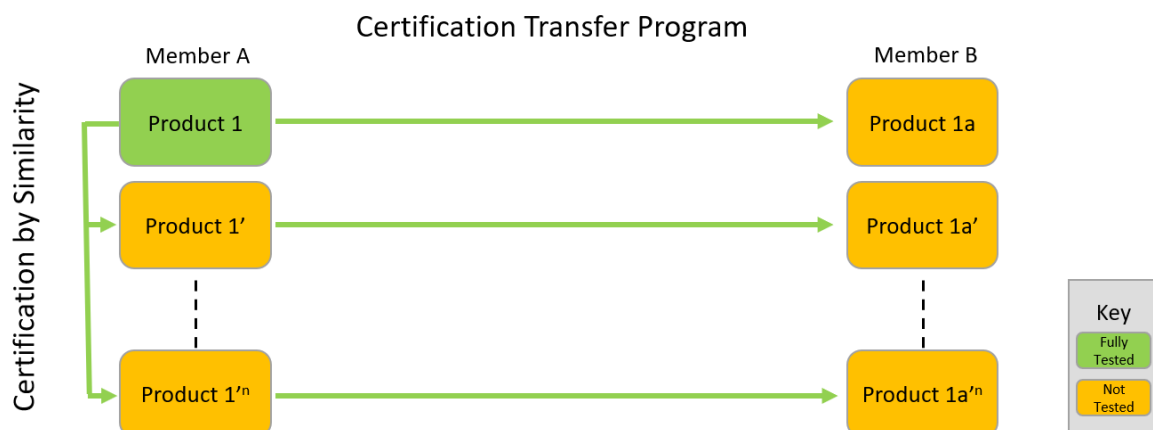 Certification Transfer Program
Member A
Member B
Certification by Similarity
Product 1
Product 1a
Product 1’
Product 1a’
Product 1’ⁿ
Product 1a’ⁿ
Key
Fully
Tested
Not
Tested